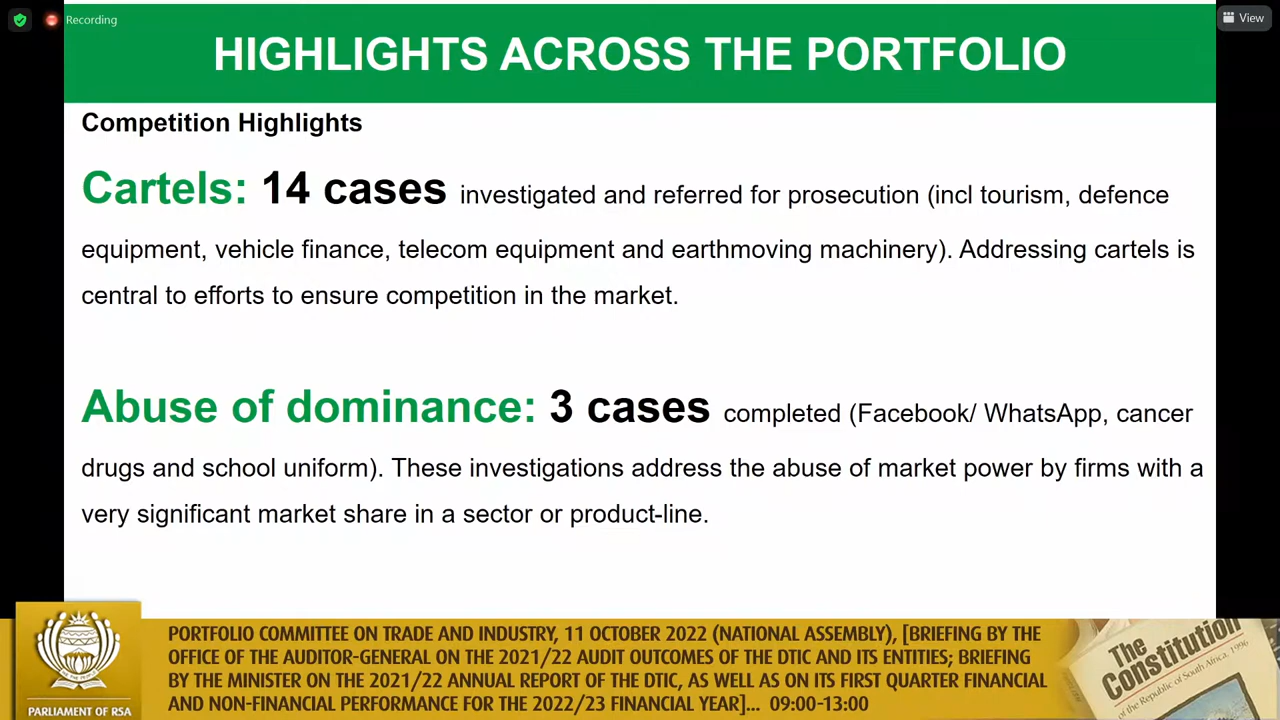 Recording
View
HIGHLIGHTS ACROSS THE PORTFOLIO
Competition Highlights
Cartels: 14 cases investigated and referred for prosecution (incl tourism, defence
equipment, vehicle finance, telecom equipment and earthmoving machinery). Addressing cartels is
central to efforts to ensure competition in the market.
Abuse of dominance: 3 cases completed (Facebook/ WhatsApp, cancer
drugs and school uniform). These investigations address the abuse of market power by firms with a
very significant market share in a sector or product-line.
PORTFOLIO COMMITTEE ON TRADE AND INDUSTRY, 11 OCTOBER 2022 (NATIONAL ASSEMBLY), [BRIEFING BY THE
OFFICE OF THE AUDITOR-GENERAL ON THE 2021/22 AUDIT OUTCOMES OF THE DTIC AND ITS ENTITIES; BRIEFING
BY THE MINISTER ON THE 2021/22 ANNUAL REPORT OF THE DTIC, AS WELL AS ON ITS FIRST QUARTER FINANCIAL
AND NON-FINANCIAL PERFORMANCE FOR THE 2022/23 FINANCIAL YEAR]... 09:00-13:00
PARLIAMENT OF RSA
The
Constitution
of the Republic of South Africa, 1996